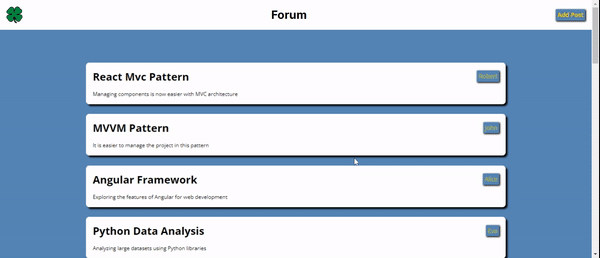 Forum
Add Post
React Mvc Pattern
Robert
Managing components is now easier with MVC architecture
MVVM Pattern
John
It is easier to manage the project in this pattern
Angular Framework
Alice
Exploring the features of Angular for web development
Python Data Analysis
Analyzing large datasets using Python libraries